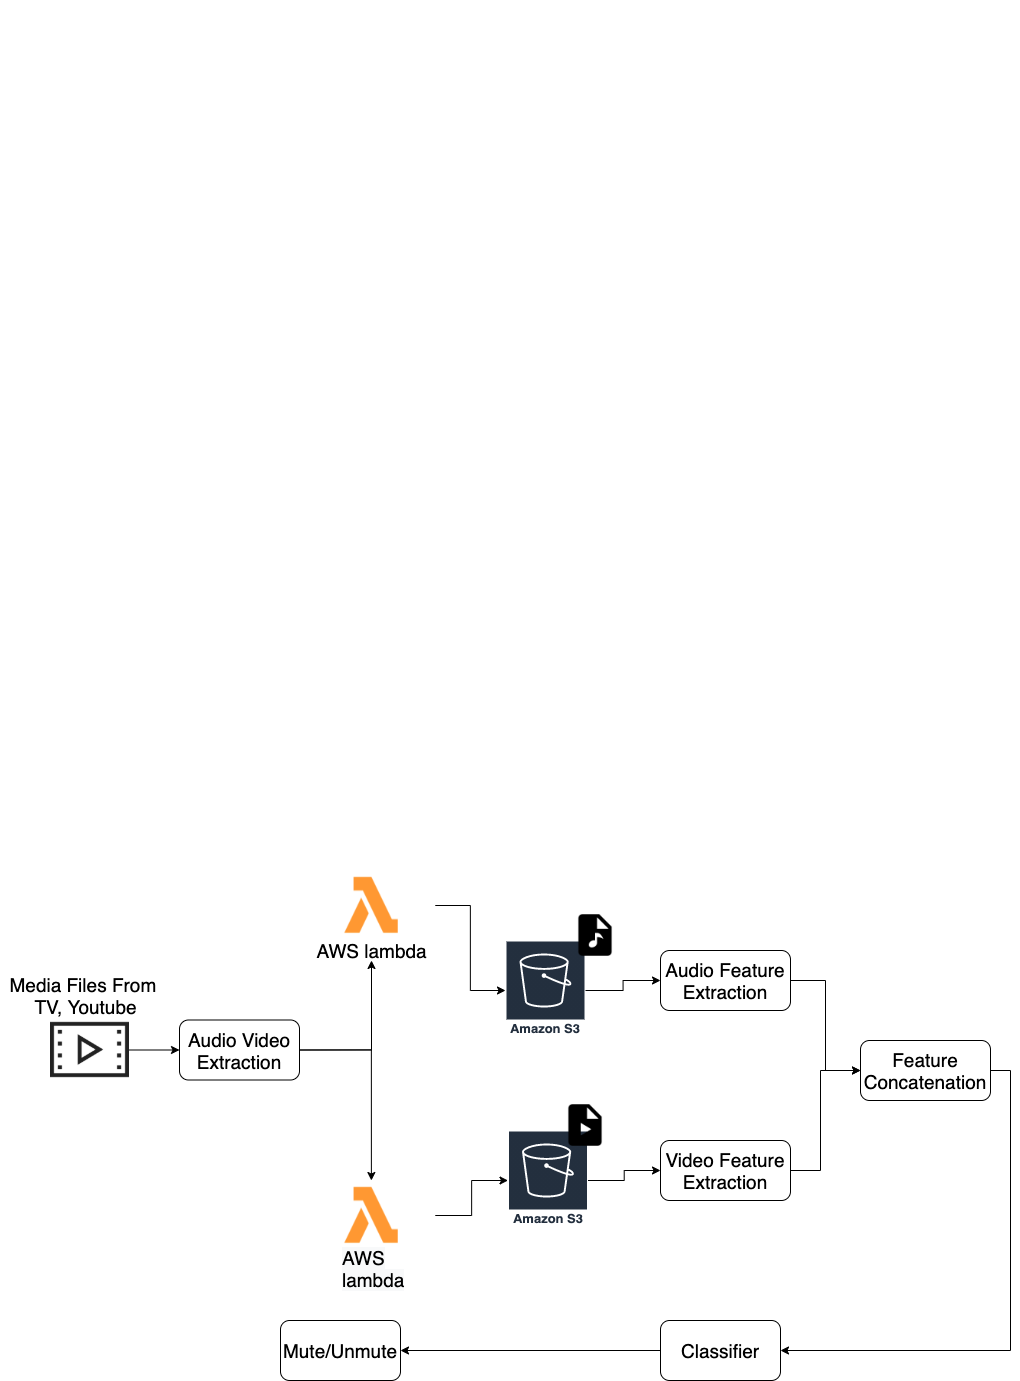 Media Files From
TV, Youtube
Audio Video
Extraction
AWS lambda
Amazon S3
Audio Feature
Extraction
AWS
lambda
Amazon S3
Video Feature
Extraction
Feature
Concatenation
Classifier
Mute/Unmute